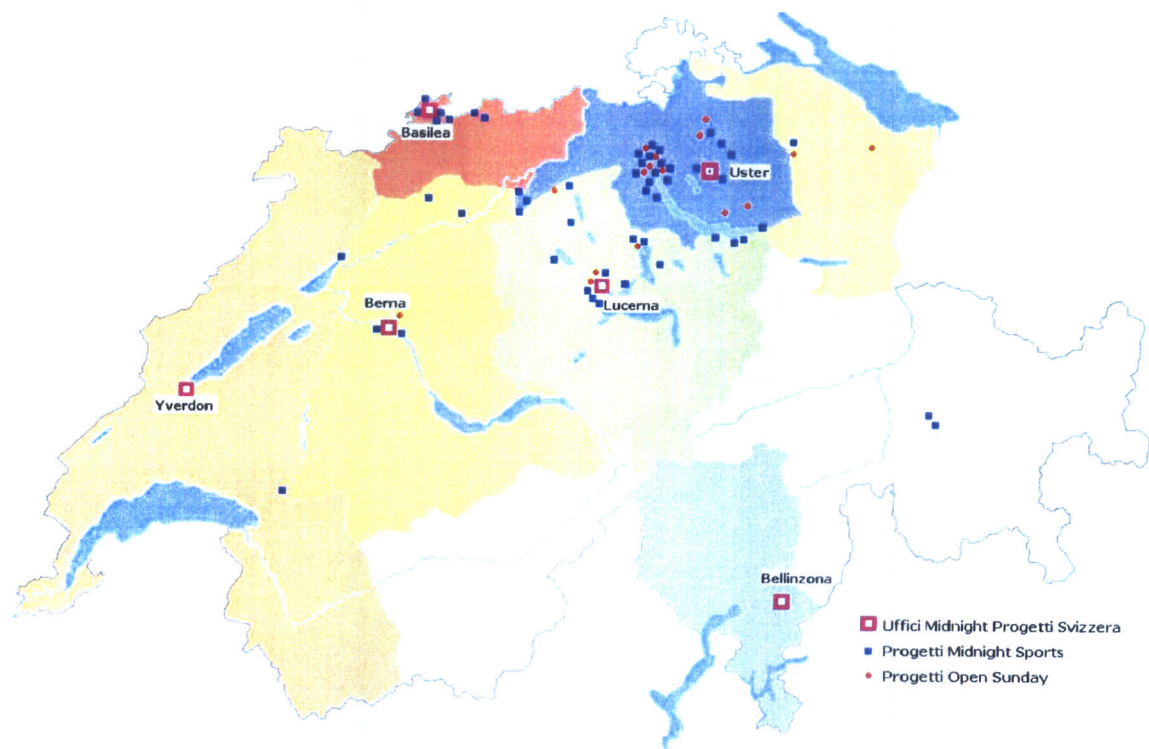 Basilea
Uster
Berna
Lucerna
Yverdon
Bellinzona
Uffici Midnight Progetti Svizzera
Progetti Midnight Sports
Progetti Open Sunday